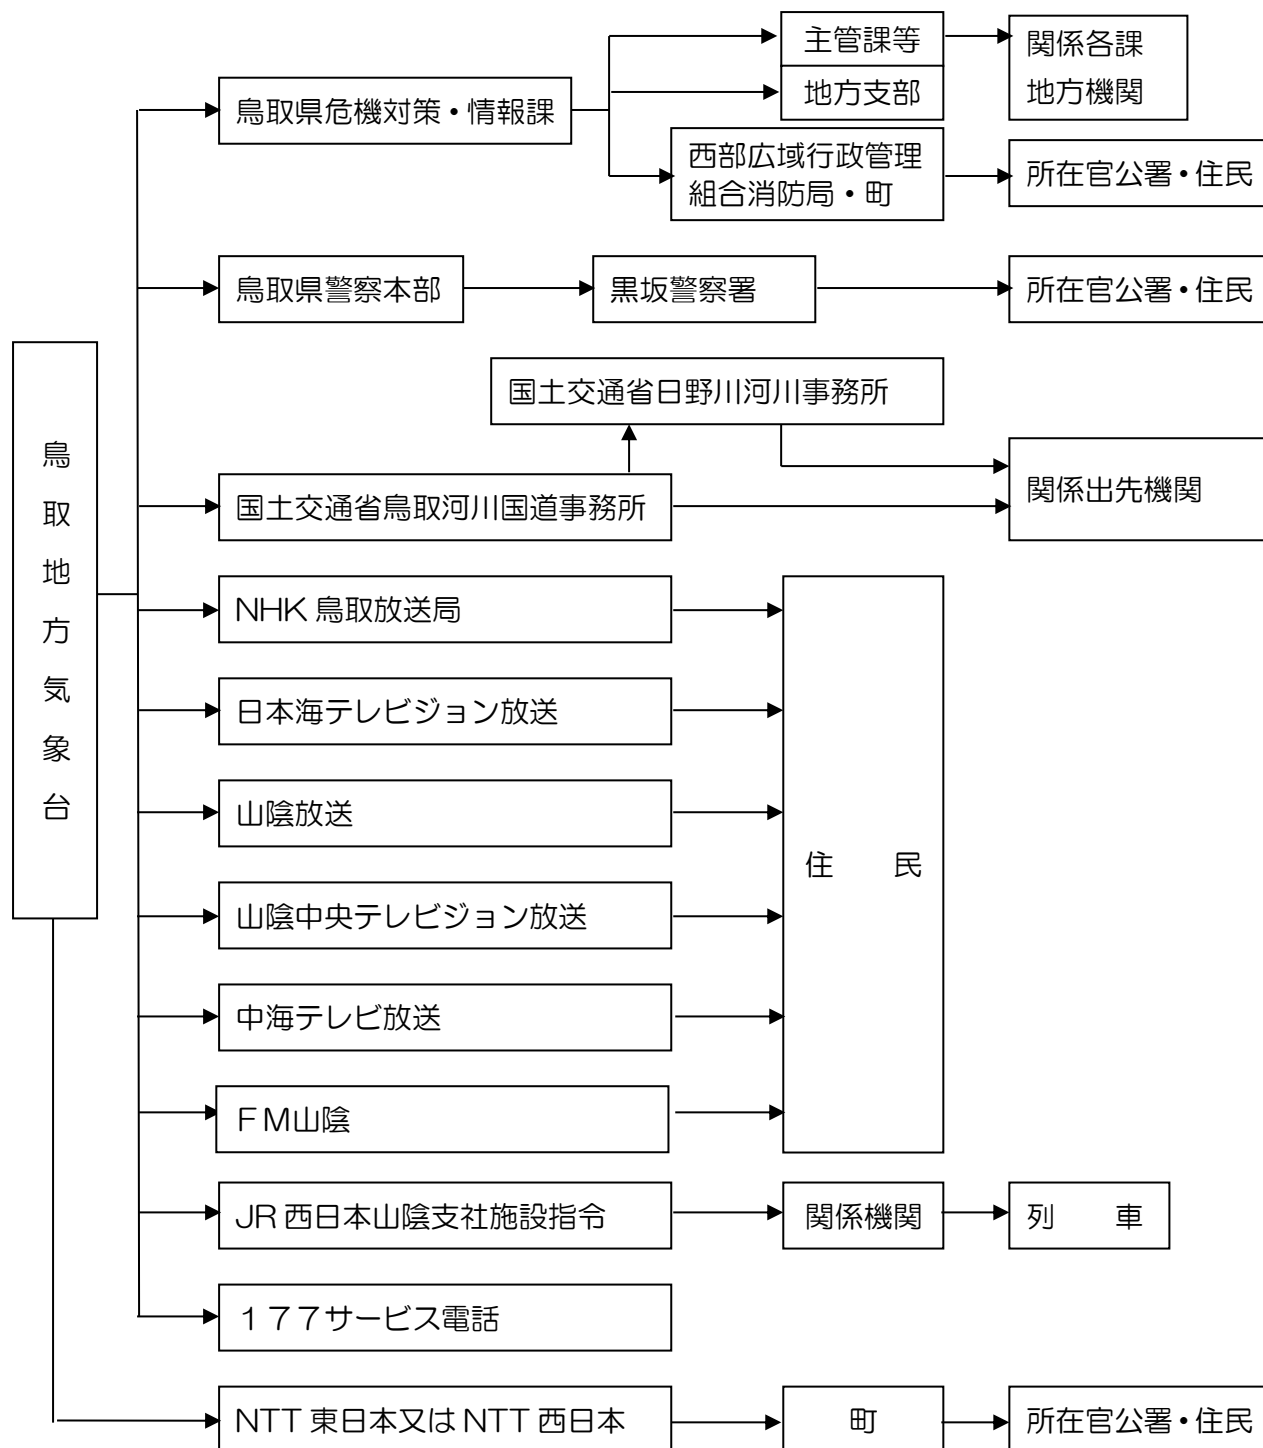 主管課等
関係各課
地方機関
地方支部
鳥取県危機対策・情報課
西部広域行政管理
組合消防局・町
所在官公署・住民
鳥取県警察本部
黒坂警察署
所在官公署・住民
国土交通省日野川河川事務所
関係出先機関
国土交通省鳥取河川国道事務所
鳥取地方気象台
NHK 鳥取放送局
日本海テレビジョン放送
山陰放送
住　民
山陰中央テレビジョン放送
中海テレビ放送
ＦＭ山陰
JR 西日本山陰支社施設指令
関係機関
列　車
１７７サービス電話
NTT 東日本又は NTT 西日本
町
所在官公署・住民